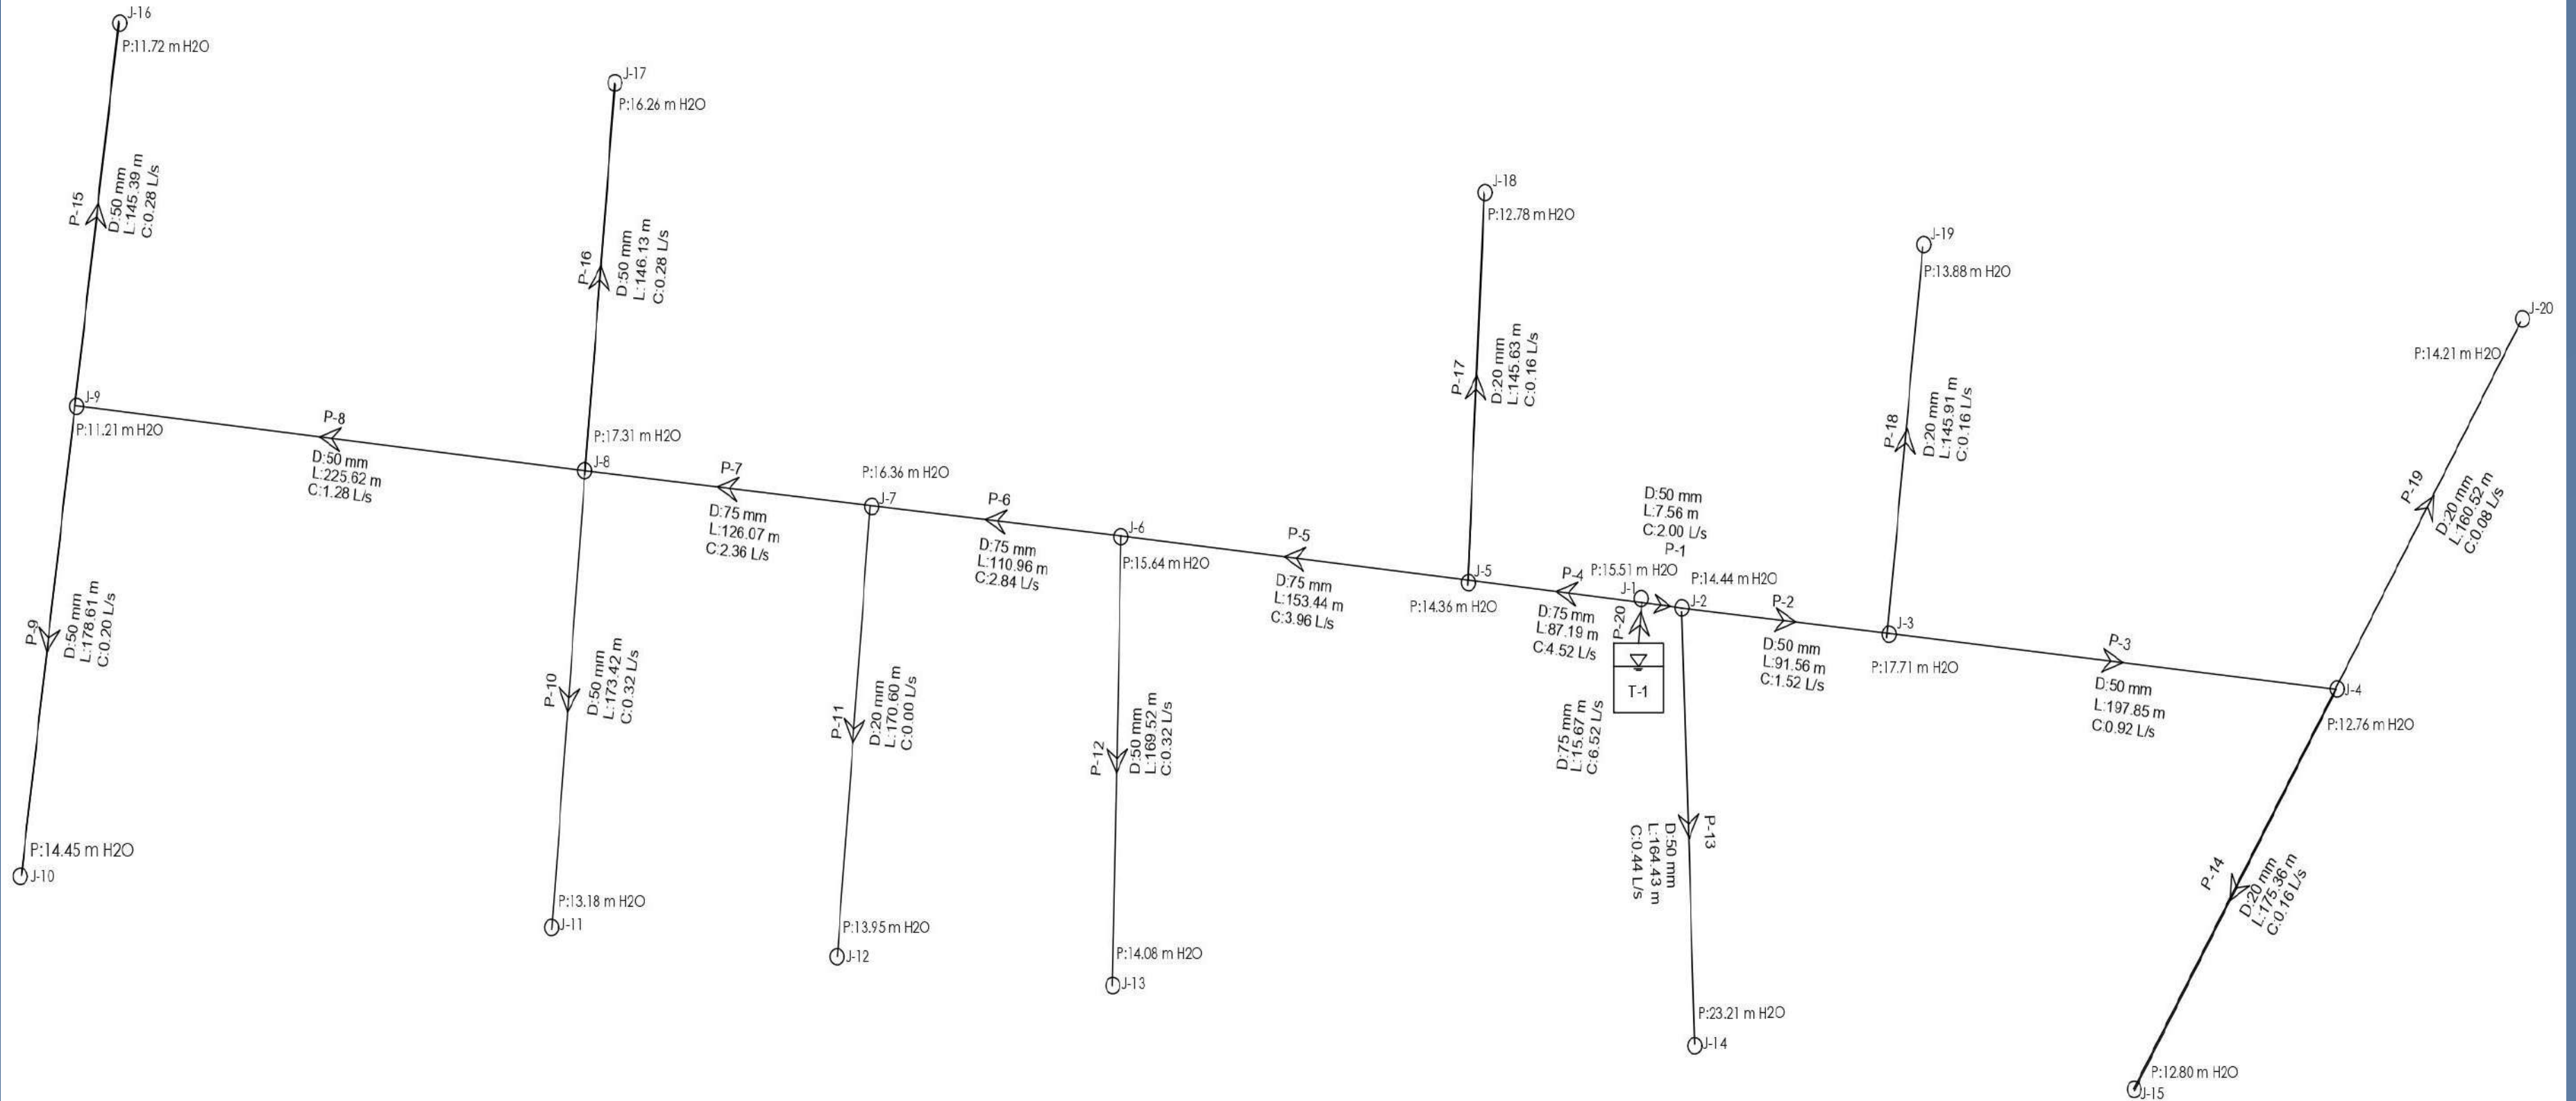 J-16
P:11.72 m H2O
J-17
P:16.26 m H2O
P-15
D:50 mm
L:145.39 m
C:0.28 L/s
P-16
D:50 mm
L:146.13 m
C:0.28 L/s
J-18
P:12.78 m H2O
P-17
D:20 mm
L:145.63 m
C:0.16 L/s
J-19
P:13.88 m H2O
P-18
D:20 mm
L:145.91 m
C:0.16 L/s
J-20
P:14.21 m H2O
P-19
D:20 mm
L:160.52 m
C:0.08 L/s
J-9
P:11.21 m H2O
P-8
D:50 mm
L:225.62 m
C:1.28 L/s
P:17.31 m H2O
J-8
P-7
D:75 mm
L:126.07 m
C:2.36 L/s
P:16.36 m H2O
J-7
P-6
D:75 mm
L:110.96 m
C:2.84 L/s
J-6
P:15.64 m H2O
P-5
D:75 mm
L:153.44 m
C:3.96 L/s
J-5
P:14.36 m H2O
P-4
D:75 mm
L:87.19 m
C:4.52 L/s
D:50 mm
L:7.56 m
C:2.00 L/s
P-1
P:15.51 m H2O
J-1
P:14.44 m H2O
J-2
P-20
T-1
D:75 mm
L:15.67 m
C:6.52 L/s
P-2
D:50 mm
L:91.56 m
C:1.52 L/s
J-3
P:17.71 m H2O
P-3
D:50 mm
L:197.85 m
C:0.92 L/s
J-4
P:12.76 m H2O
P-9
D:50 mm
L:178.61 m
C:0.20 L/s
P:14.45 m H2O
J-10
P-10
D:50 mm
L:173.42 m
C:0.32 L/s
P:13.18 m H2O
J-11
P-11
D:20 mm
L:170.60 m
C:0.00 L/s
P:13.95 m H2O
J-12
P-12
D:50 mm
L:169.52 m
C:0.32 L/s
P:14.08 m H2O
J-13
P-13
D:50 mm
L:164.43 m
C:0.44 L/s
P:23.21 m H2O
J-14
P-14
D:20 mm
L:175.36 m
C:0.16 L/s
P:12.80 m H2O
J-15